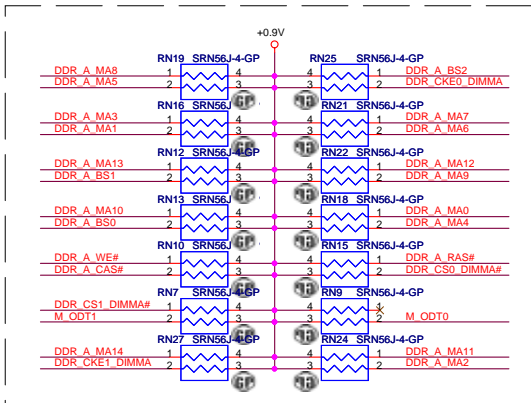 +0.9V
RN19 SRN56J-4-GP RN25 SRN56J-4-GP
DDR_A_MA8 1 4 4 1 DDR_A_BS2
DDR_A_MA5 2 3 3 2 DDR_CKE0_DIMMA
RN16 SRN56J-4-GP RN21 SRN56J-4-GP
DDR_A_MA3 1 4 4 1 DDR_A_MA7
DDR_A_MA1 2 3 3 2 DDR_A_MA6
RN12 SRN56J-4-GP RN22 SRN56J-4-GP
DDR_A_MA13 1 4 4 1 DDR_A_MA12
DDR_A_BS1 2 3 3 2 DDR_A_MA9
RN13 SRN56J-4-GP RN18 SRN56J-4-GP
DDR_A_MA10 1 4 4 1 DDR_A_MA0
DDR_A_BS0 2 3 3 2 DDR_A_MA4
RN10 SRN56J-4-GP RN15 SRN56J-4-GP
DDR_A_WE# 1 4 4 1 DDR_A_RAS#
DDR_A_CAS# 2 3 3 2 DDR_CS0_DIMMA#
RN7 SRN56J-4-GP RN9 SRN56J-4-GP
DDR_CS1_DIMMA# 1 4 4 1
M_ODT1 2 3 3 2 M_ODT0
RN27 SRN56J-4-GP RN24 SRN56J-4-GP
DDR_A_MA14 1 4 4 1 DDR_A_MA11
DDR_CKE1_DIMMA 2 3 3 2 DDR_A_MA2